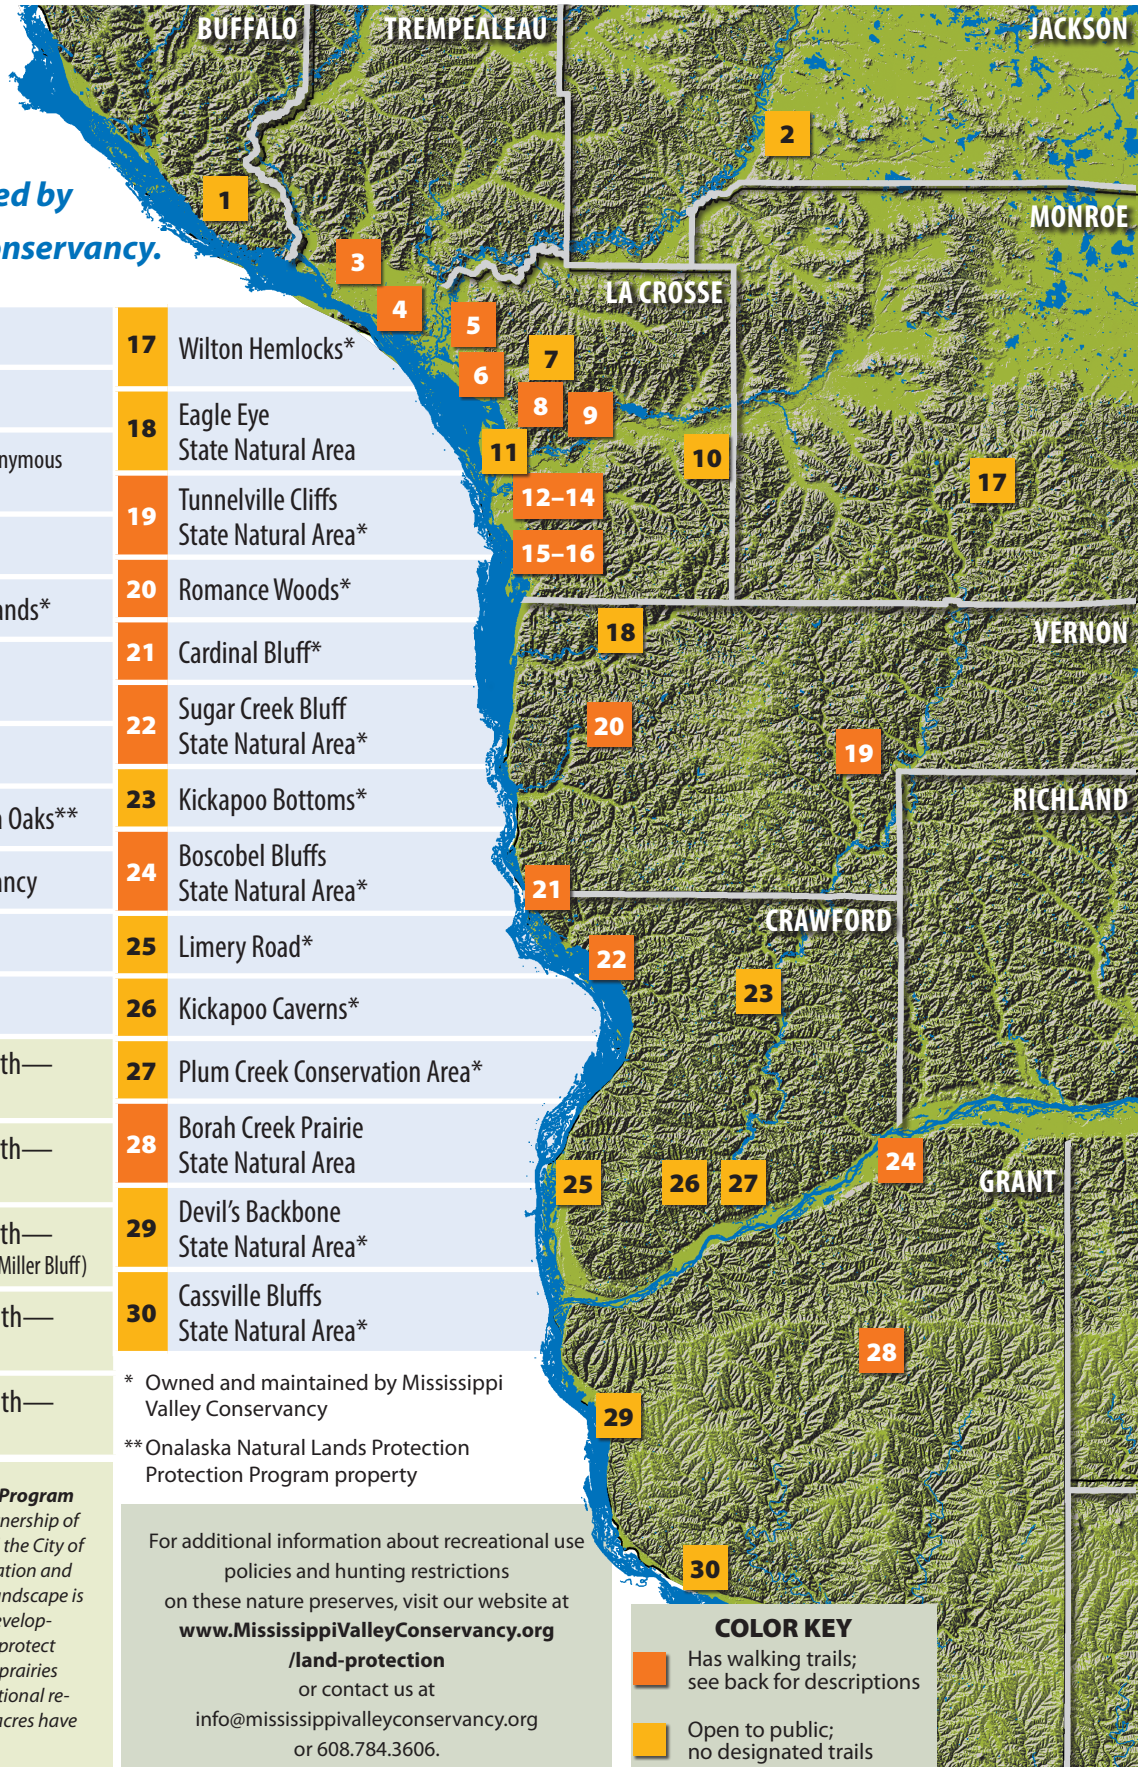 BUFFALO
TREMPEALEAU
JACKSON
MONROE
LA CROSSE
VERNON
RICHLAND
CRAWFORD
GRANT
1
2
3
4
5
6
7
8
9
10
11
12–14
15–16
17
18
19
20
21
22
23
24
25
26
27
28
29
30
ed by
onservancy.
nymous
ands*
n Oaks**
ancy
th—
th—
th—
Miller Bluff)
th—
th—
Program
nership of
the City of
ation and
andscape is
evelop-
protect
prairies
tional re-
acres have
17 Wilton Hemlocks*
18 Eagle Eye
State Natural Area
19 Tunnelville Cliffs
State Natural Area*
20 Romance Woods*
21 Cardinal Bluff*
22 Sugar Creek Bluff
State Natural Area*
23 Kickapoo Bottoms*
24 Boscobel Bluffs
State Natural Area*
25 Limery Road*
26 Kickapoo Caverns*
27 Plum Creek Conservation Area*
28 Borah Creek Prairie
State Natural Area
29 Devil's Backbone
State Natural Area*
30 Cassville Bluffs
State Natural Area*
* Owned and maintained by Mississippi
Valley Conservancy
** Onalaska Natural Lands Protection
Protection Program property
For additional information about recreational use
policies and hunting restrictions
on these nature preserves, visit our website at
www.MississippiValleyConservancy.org
/land-protection
or contact us at
info@mississippivalleyconservancy.org
or 608.784.3606.
COLOR KEY
Has walking trails;
see back for descriptions
Open to public;
no designated trails